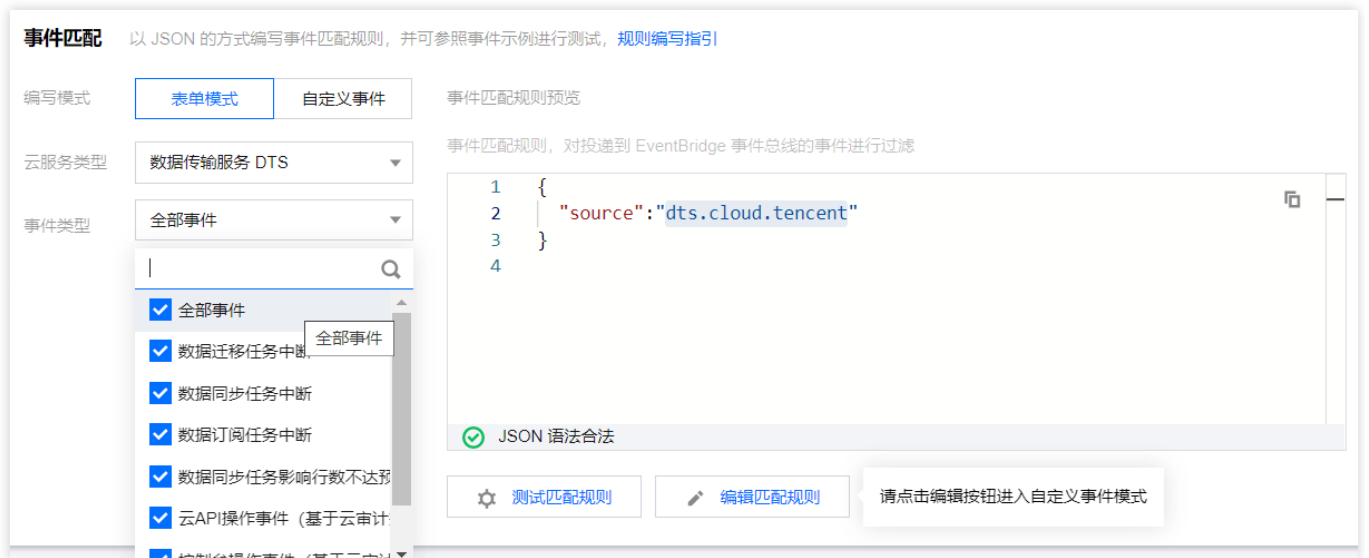 事件匹配 以 JSON 的方式编写事件匹配规则，并可参照事件示例进行测试，规则编写指引
编写模式 表单模式 自定义事件 事件匹配规则预览
云服务类型 数据传输服务 DTS 事件匹配规则，对投递到 EventBridge 事件总线的事件进行过滤
事件类型 全部事件
全部事件
全部事件
数据迁移任务中断
数据同步任务中断
数据订阅任务中断
数据同步任务影响行数不达预
云API操作事件（基于云审计
1 {
2 "source":"dts.cloud.tencent"
3 }
4
JSON 语法合法
测试匹配规则 编辑匹配规则 请点击编辑按钮进入自定义事件模式